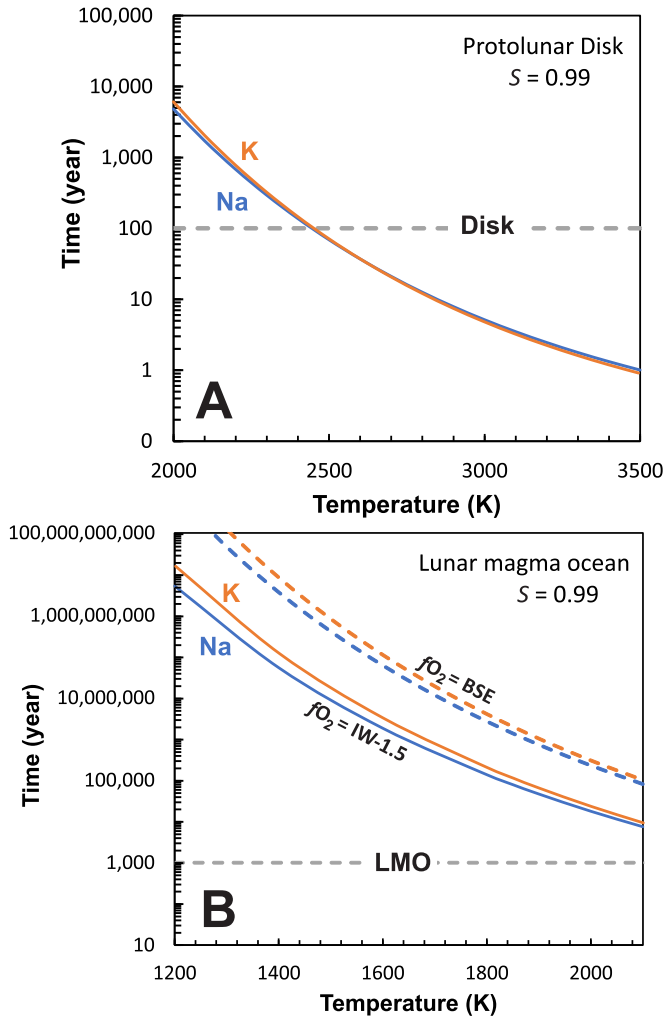 100,000
10,000
1,000
100
10
1
0
Time (year)
Protolunar Disk
S = 0.99
K
Na
Disk
A
2000 2500 3000 3500
Temperature (K)
100,000,000,000
1,000,000,000
10,000,000
100,000
1,000
10
Time (year)
Lunar magma ocean
S = 0.99
K
Na
fO2 = BSE
fO2 = IW-1.5
LMO
B
1200 1400 1600 1800 2000
Temperature (K)